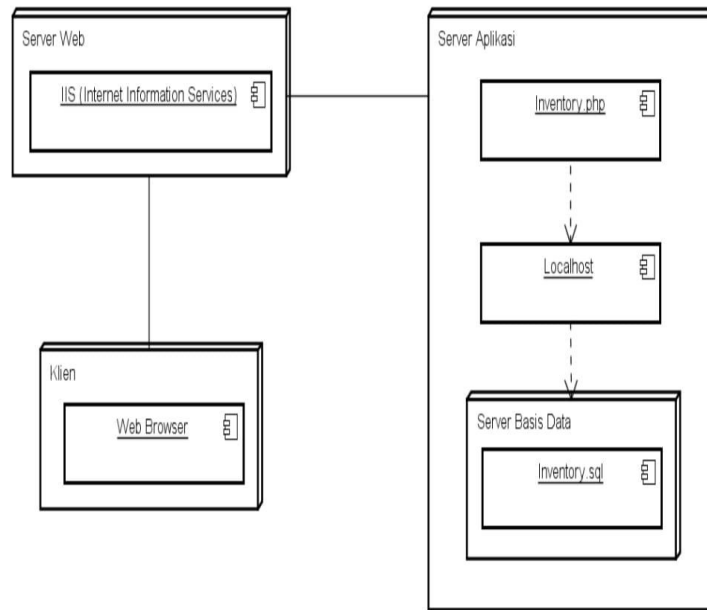 Server Web
IIS (Internet Information Services)
Klien
Web Browser
Server Aplikasi
Inventory.php
Localhost
Server Basis Data
Inventory.sql